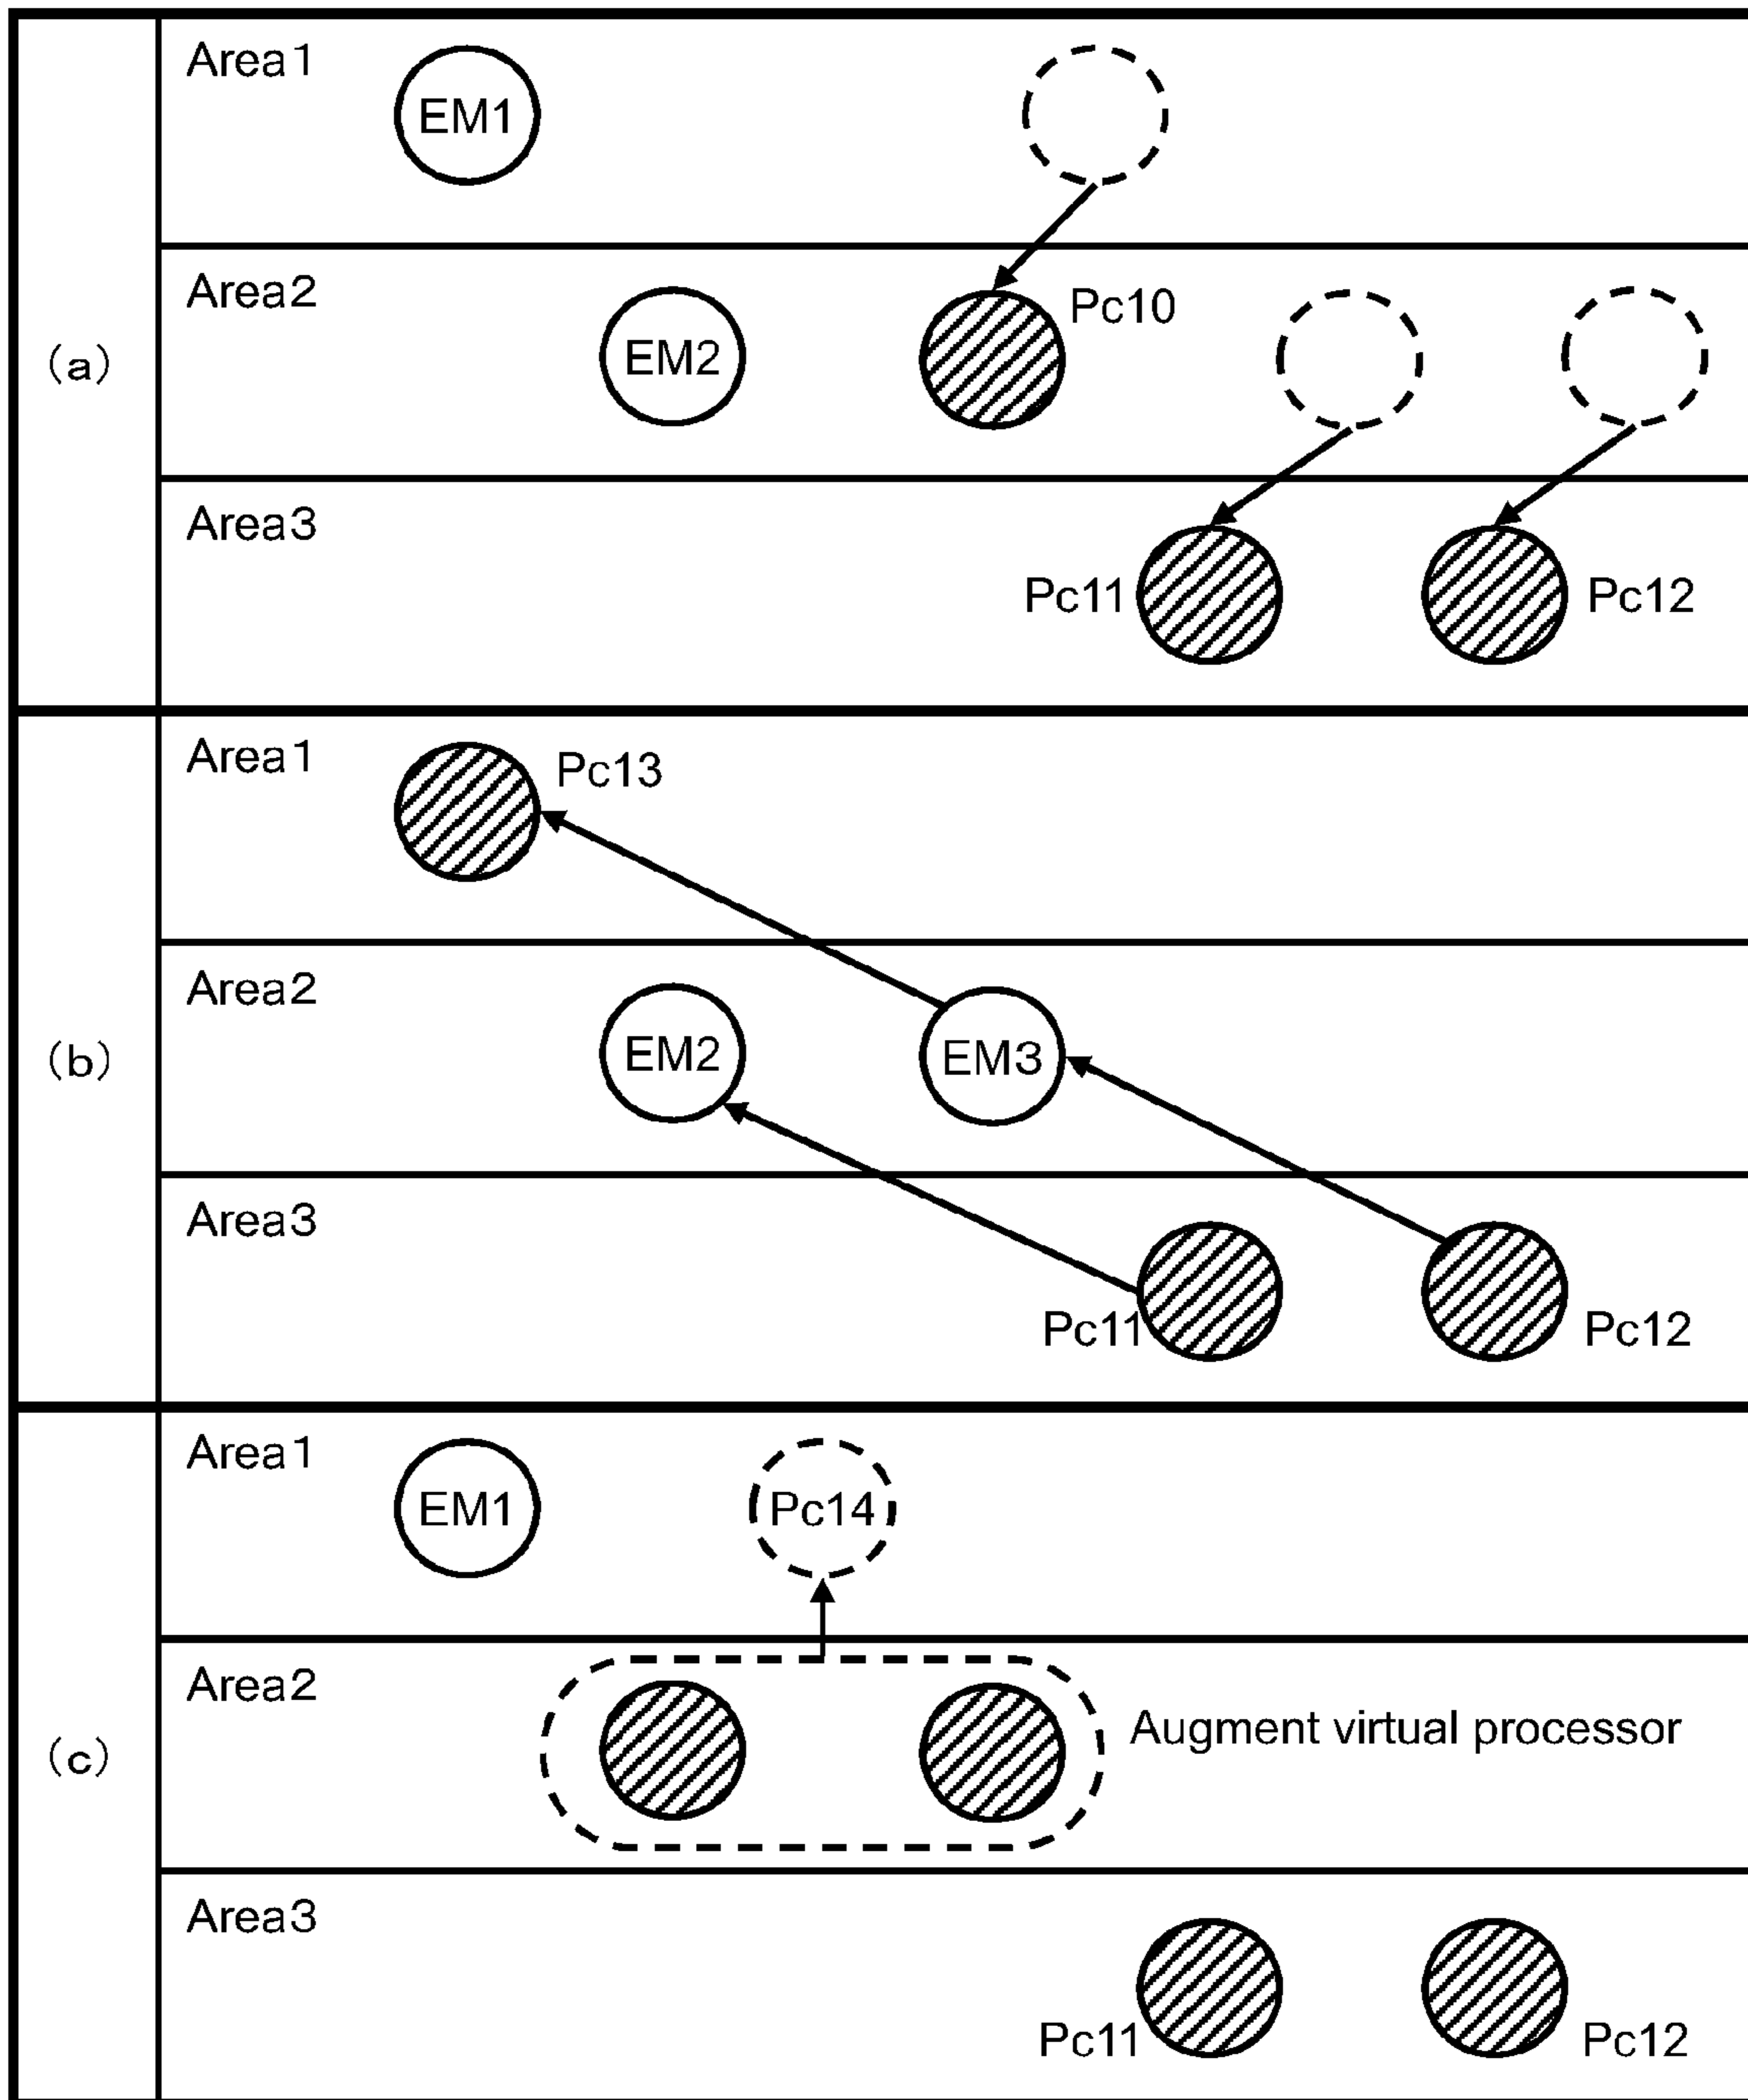 Area1
EM1
Area2
Pc10
EM2
(a)
Area3
Pc11
Pc12
Area1
Pc13
Area2
EM2
EM3
(b)
Area3
Pc11
Pc12
Area1
EM1
Pc14
Area2
Augment virtual processor
(c)
Area3
Pc11
Pc12